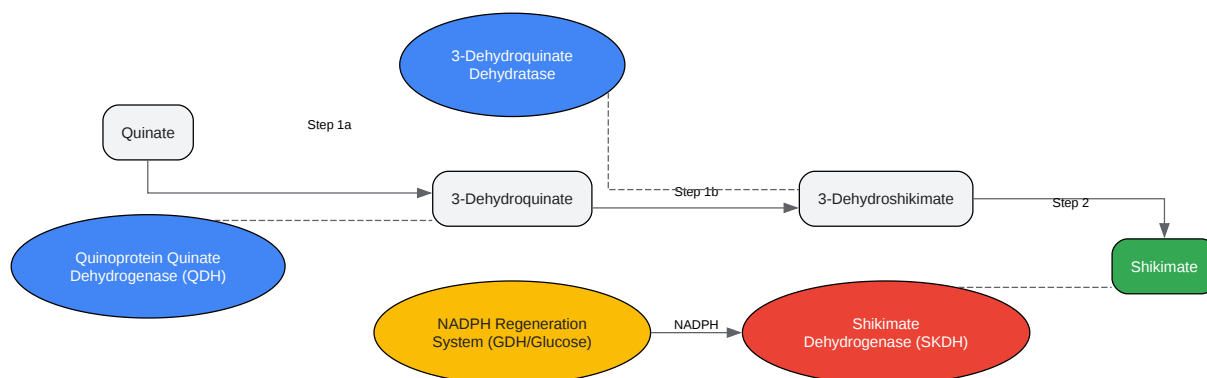 3-Dehydroquinate
Dehydratase
Quinate
Step 1a
3-Dehydroquinate
Step 1b
3-Dehydroshikimate
Step 2
Quinoprotein Quinate
Dehydrogenase (QDH)
Shikimate
NADPH Regeneration
System (GDH/Glucose)
NADPH
Shikimate
Dehydrogenase (SKDH)